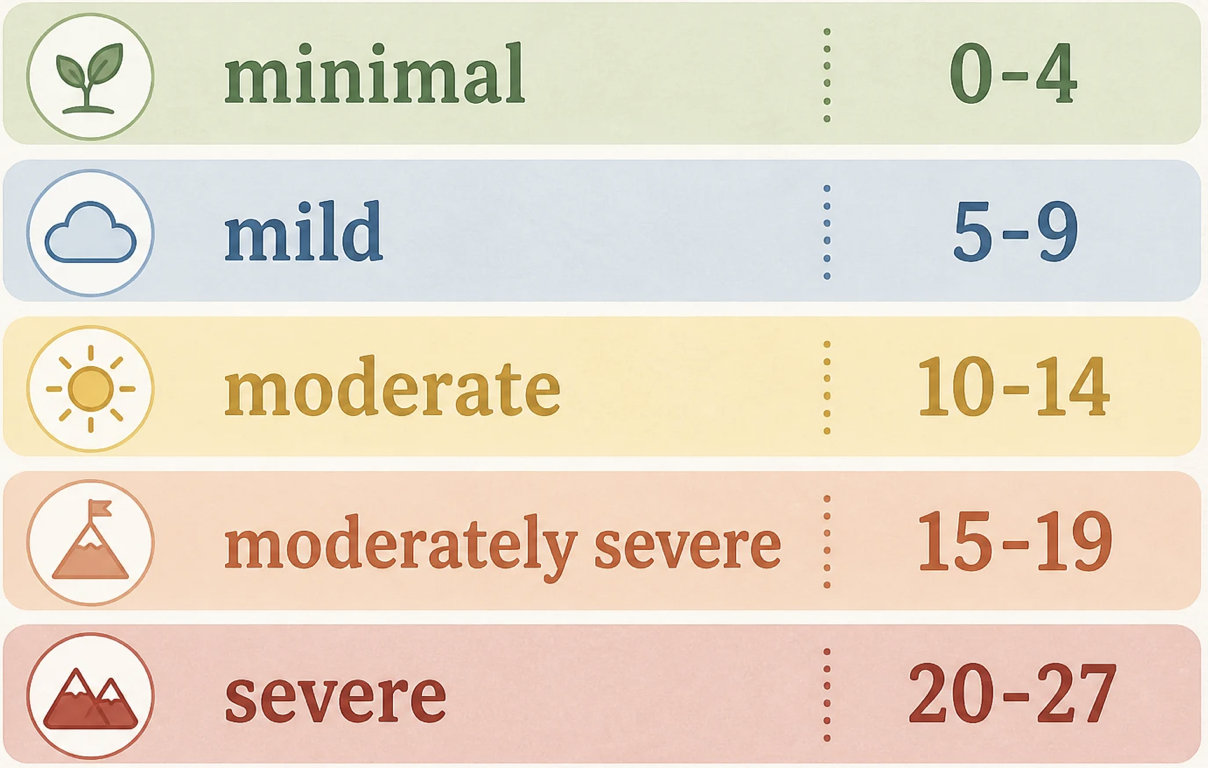 minimal 0-4
mild 5-9
moderate 10-14
moderately severe 15-19
severe 20-27